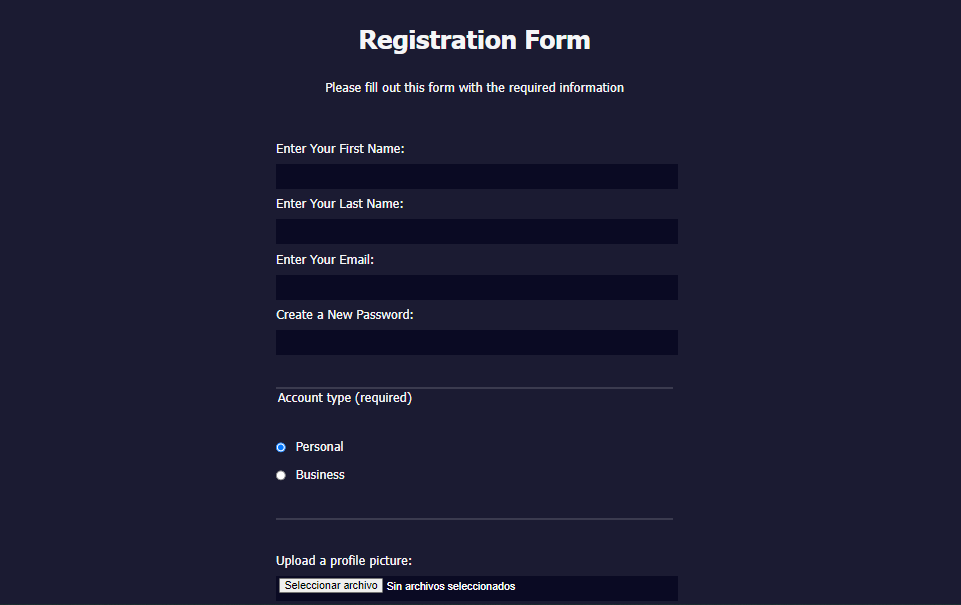 Registration Form
Please fill out this form with the required information
Enter Your First Name:
Enter Your Last Name:
Enter Your Email:
Create a New Password:
Account type (required)
Personal
Business
Upload a profile picture:
Seleccionar archivo Sin archivos seleccionados